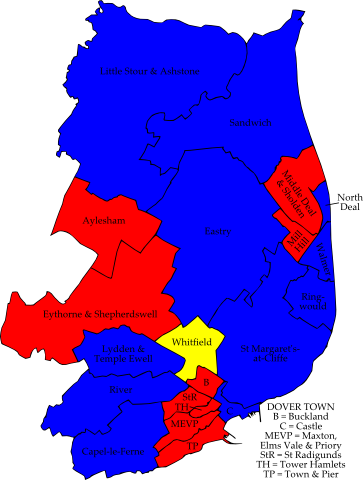 Little Stour & Ashstone
Sandwich
Middle Deal
& Sholden
North
Deal
Aylesham
Eastry
Mill
Hill
Walmer
Ring-
would
Eythorne & Shepherdswell
Whitfield
Lydden &
Temple Ewell
St Margaret's-
at-Cliffe
River
B
StR
TH
MEVP
TP
C
Capel-le-Ferne
DOVER TOWN
B = Buckland
C = Castle
MEVP = Maxton,
Elms Vale & Priory
StR = St Radigunds
TH = Tower Hamlets
TP = Town & Pier